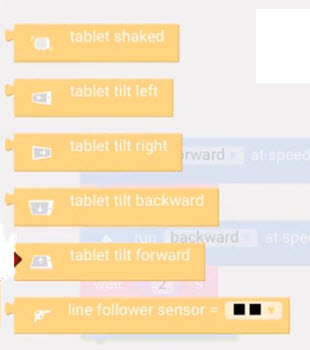 tablet shaked
tablet tilt left
tablet tilt right
rward at speed
tablet tilt backward
run backward at spee
tablet tilt forward
wait 2 s
line follower sensor =